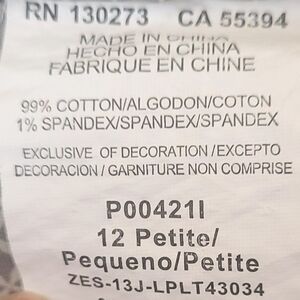 RN 130273 CA 55394
MADE IN CHINA
HECHO EN CHINA
FABRIQUE EN CHINE
99% COTTON/ALGODON/COTON
1% SPANDEX/SPANDEX/SPANDEX
EXCLUSIVE OF DECORATION /EXCEPTO
DECORACION / GARNITURE NON COMPRISE
P00421I
12 Petite/
Pequeno/Petite
ZES-13J-LPLT43034